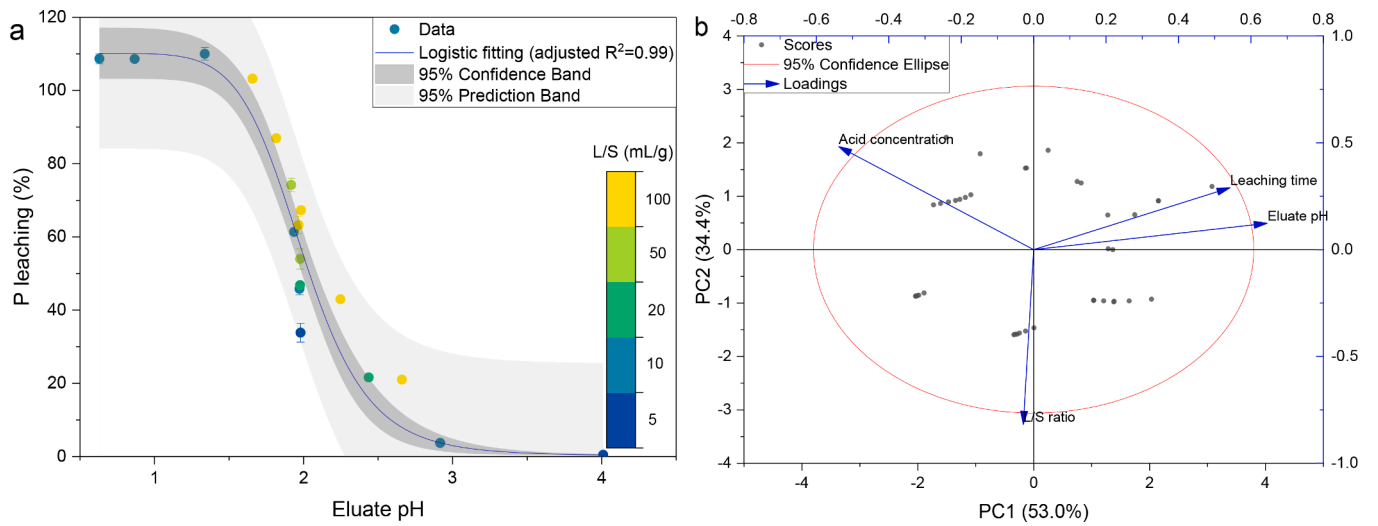 a
Data
Logistic fitting (adjusted R²=0.99)
95% Confidence Band
95% Prediction Band
L/S (mL/g)
100
50
20
10
5
120
100
80
60
40
20
0
P leaching (%)
1
2
3
4
Eluate pH
b
-0.8
-0.6
-0.4
-0.2
0.0
0.2
0.4
0.6
0.8
Scores
95% Confidence Ellipse
Loadings
Acid concentration
Leaching time
Eluate pH
L/S ratio
4
3
2
1
0
-1
-2
-3
-4
PC2 (34.4%)
1.0
0.5
0.0
-0.5
-1.0
-4
-2
0
2
4
PC1 (53.0%)